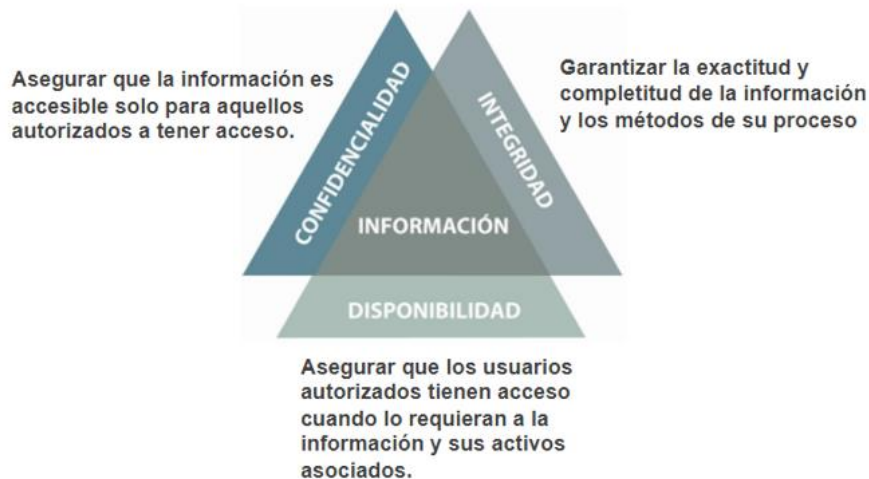 Asegurar que la información es
accesible solo para aquellos
autorizados a tener acceso.
CONFIDENCIALIDAD
INTEGRIDAD
Garantizar la exactitud y
completitud de la información
y los métodos de su proceso
INFORMACIÓN
DISPONIBILIDAD
Asegurar que los usuarios
autorizados tienen acceso
cuando lo requieran a la
información y sus activos
asociados.